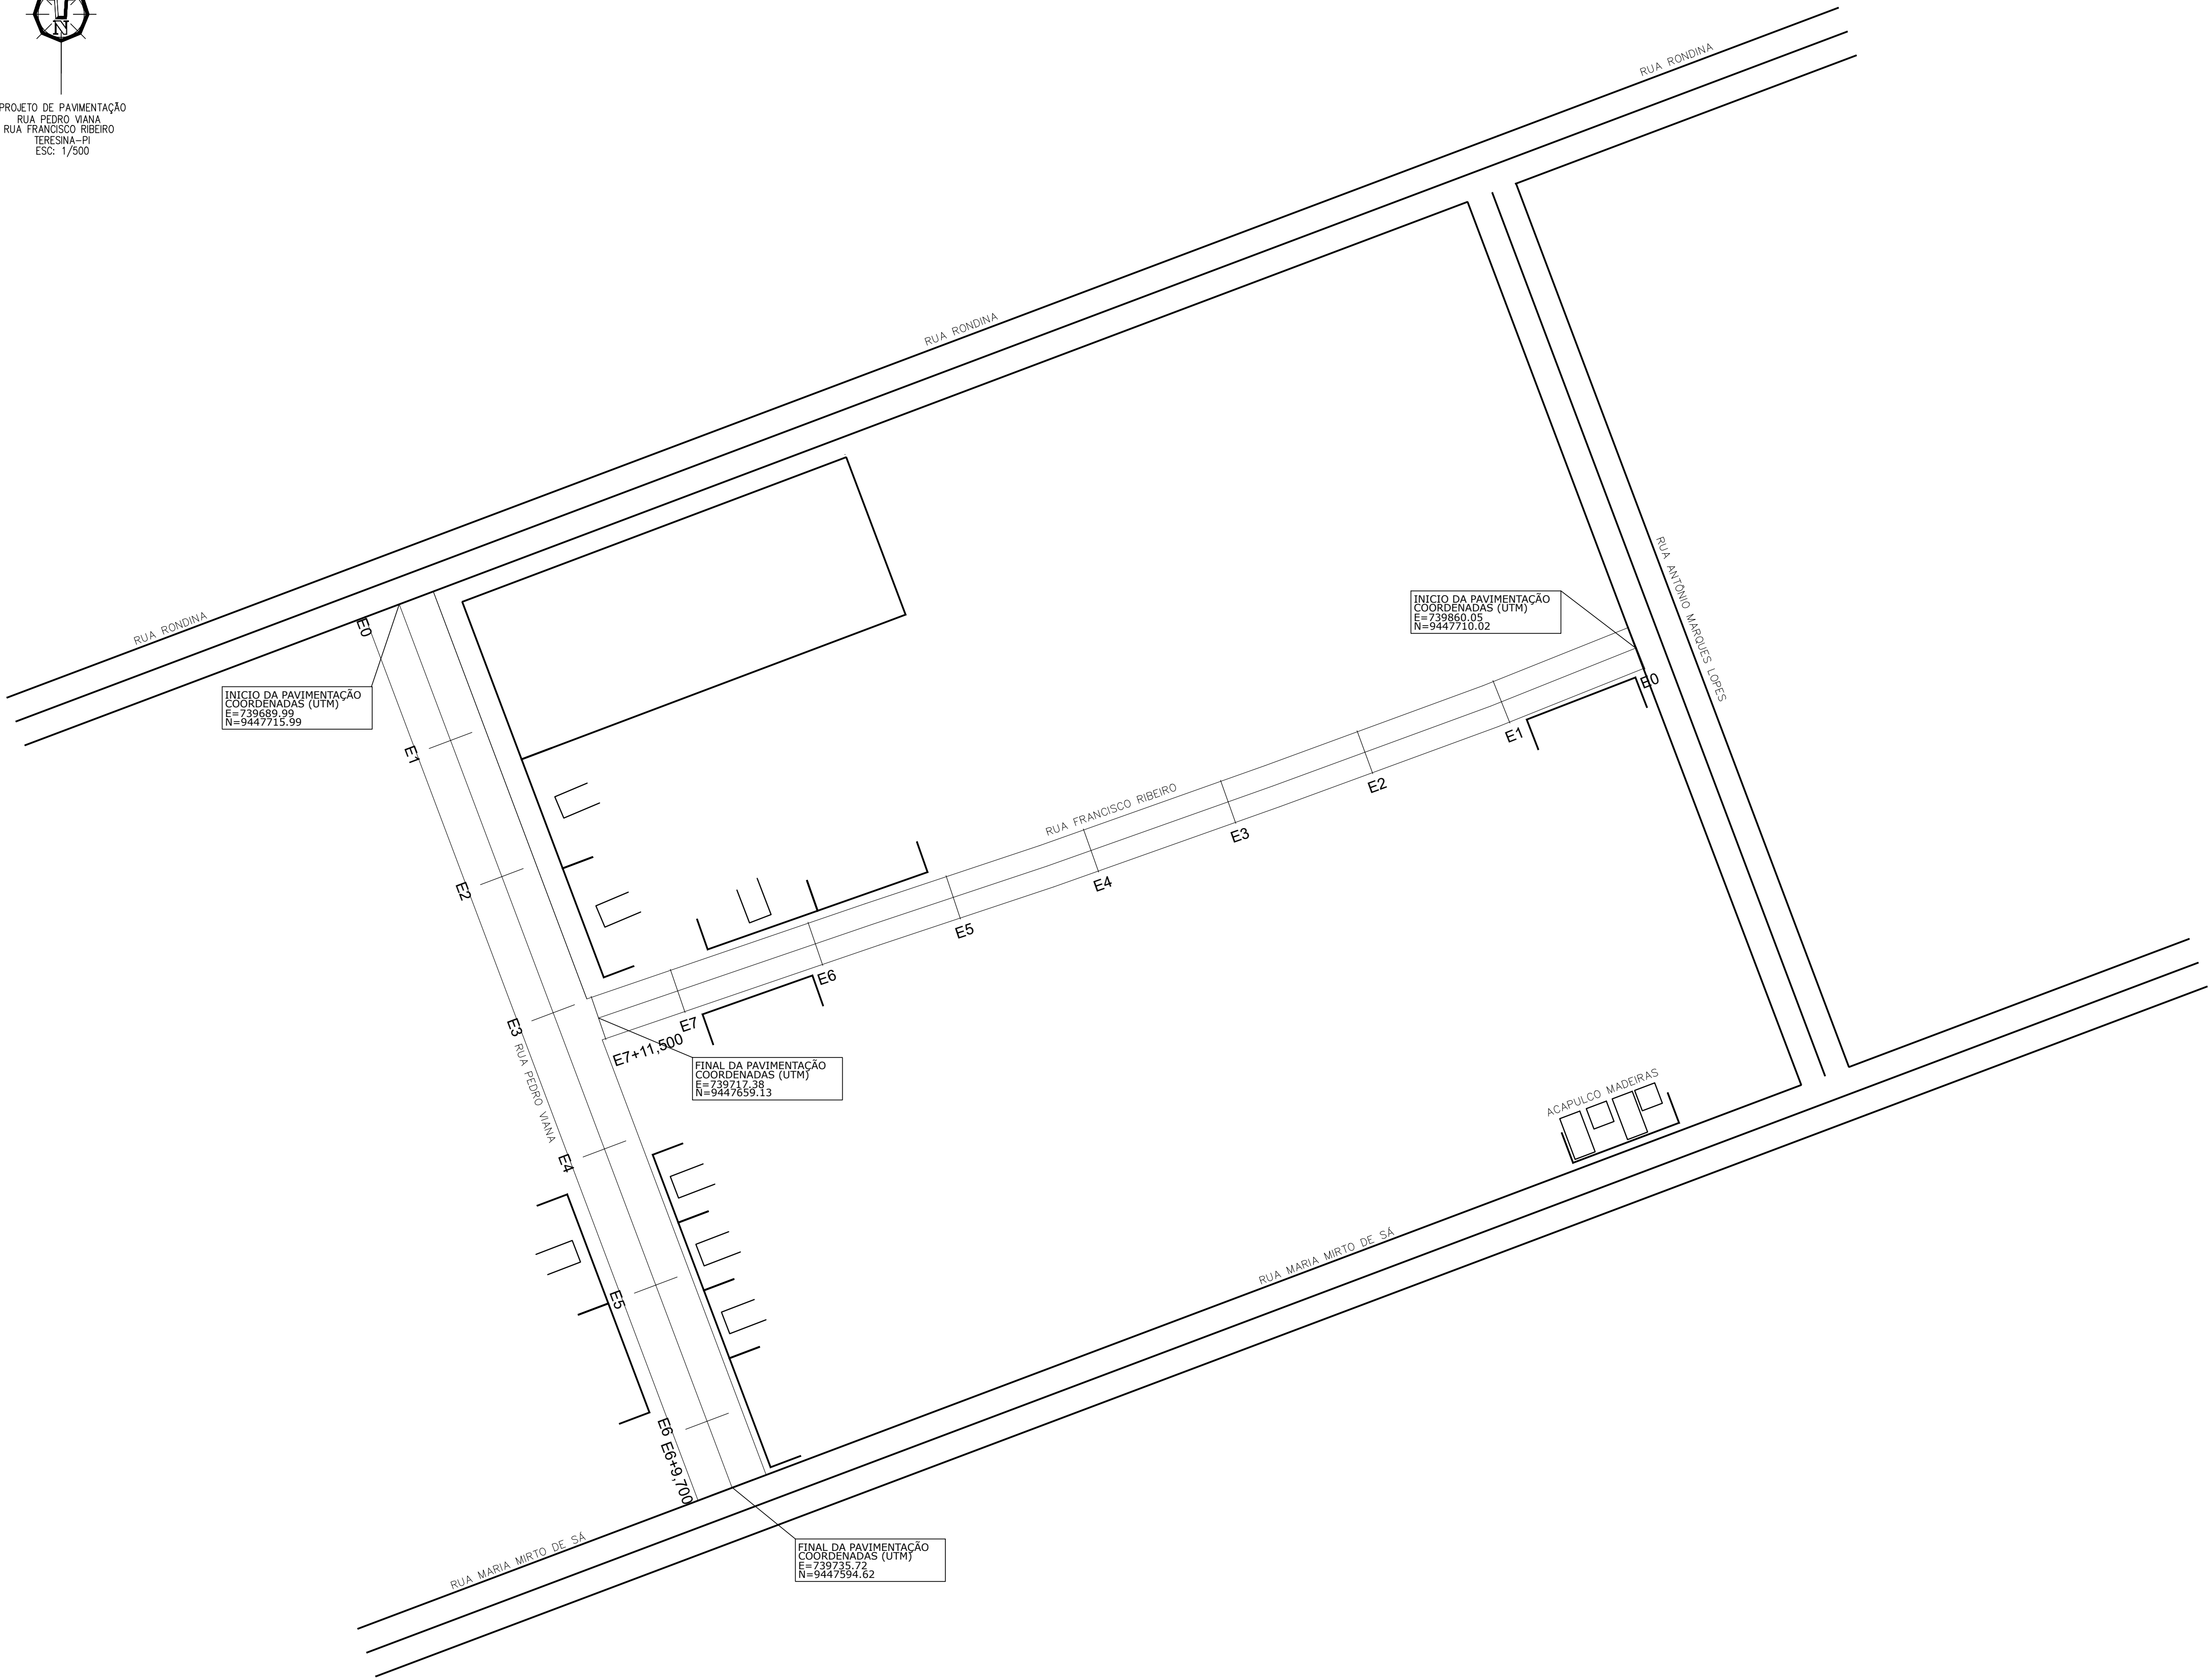 N
PROJETO DE PAVIMENTAÇÃO
RUA PEDRO VIANA
RUA FRANCISCO RIBEIRO
TERESINA-PI
ESC: 1/500
RUA RONDINA
RUA RONDINA
RUA RONDINA
RUA ANTÔNIO MARQUES LOPES
INICIO DA PAVIMENTAÇÃO
COORDENADAS (UTM)
E=739860.05
N=9447710.02
INICIO DA PAVIMENTAÇÃO
COORDENADAS (UTM)
E=739689.99
N=9447715.99
E0
E1
E2
E3
RUA PEDRO VIANA
E4
E5
E6
E6+9,700
E0
E1
E2
E3
RUA FRANCISCO RIBEIRO
E4
E5
E6
E7
E7+11,500
FINAL DA PAVIMENTAÇÃO
COORDENADAS (UTM)
E=739717.38
N=9447659.13
ACAPULCO MADEIRAS
RUA MARIA MIRTO DE SÁ
RUA MARIA MIRTO DE SÁ
FINAL DA PAVIMENTAÇÃO
COORDENADAS (UTM)
E=739735.72
N=9447594.62